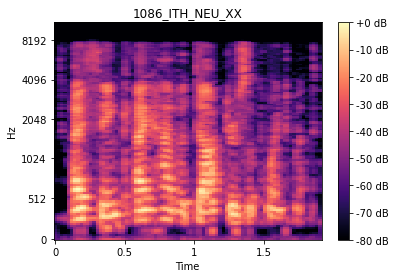 1086_ITH_NEU_XX
+0 dB
8192
-10 dB
4096
-20 dB
-30 dB
2048
Hz
-40 dB
1024
-50 dB
512
-60 dB
-70 dB
0
-80 dB
0 0.5 1 1.5
Time